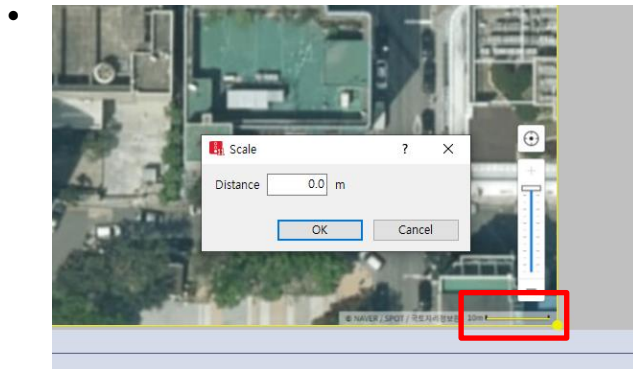 Scale ? ×
Distance 0.0 m
OK Cancel
© NAVER / SPOT / 국토지리정보원 10m